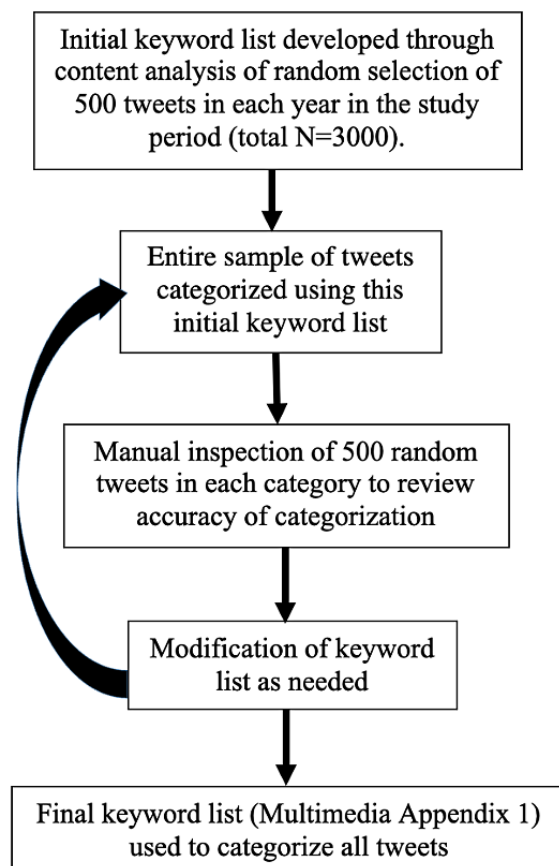 Initial keyword list developed through
content analysis of random selection of
500 tweets in each year in the study
period (total N=3000).
Entire sample of tweets
categorized using this
initial keyword list
Manual inspection of 500 random
tweets in each category to review
accuracy of categorization
Modification of keyword
list as needed
Final keyword list (Multimedia Appendix 1)
used to categorize all tweets